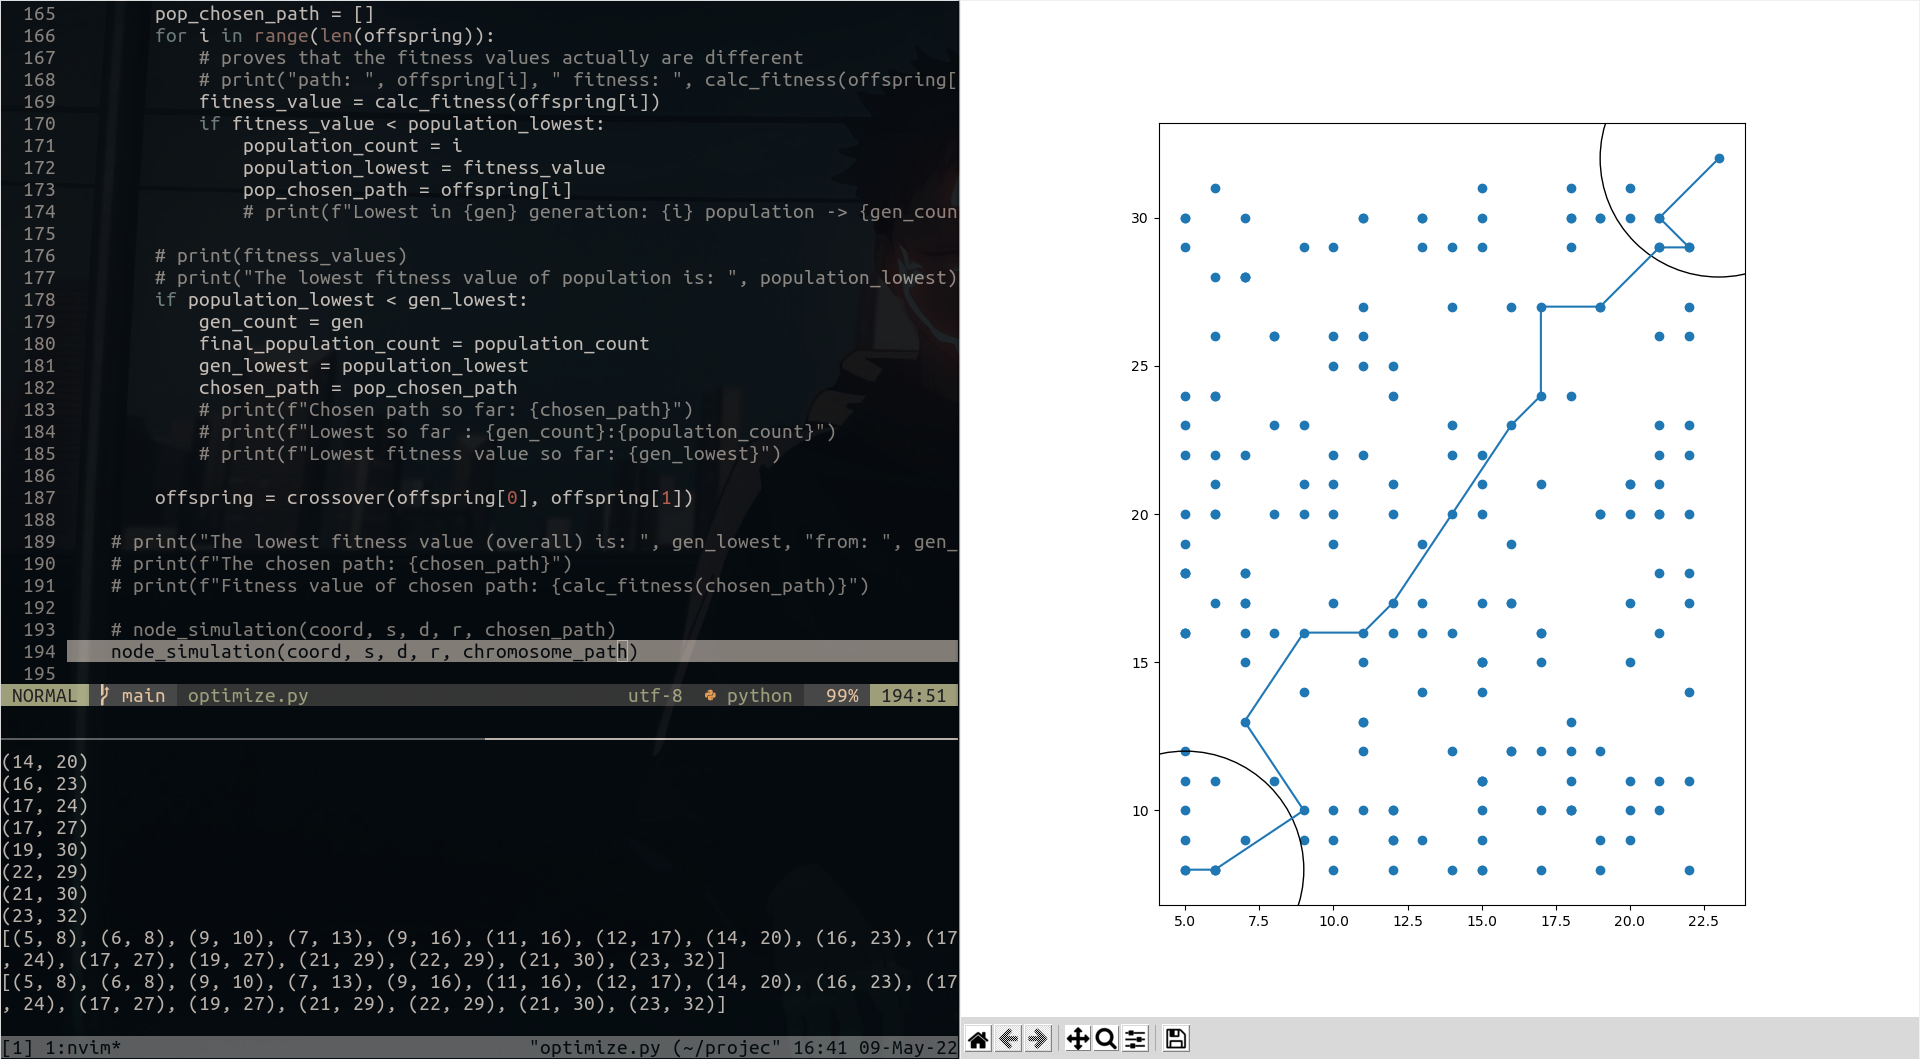 165 pop_chosen_path = []
166 for i in range(len(offspring)):
167 # proves that the fitness values actually are different
168 # print("path: ", offspring[i], " fitness: ", calc_fitness(offspring[
169 fitness_value = calc_fitness(offspring[i])
170 if fitness_value < population_lowest:
171 population_count = i
172 population_lowest = fitness_value
173 pop_chosen_path = offspring[i]
174 # print(f"Lowest in {gen} generation: {i} population -> {gen_coun
175
176 # print(fitness_values)
177 # print("The lowest fitness value of population is: ", population_lowest)
178 if population_lowest < gen_lowest:
179 gen_count = gen
180 final_population_count = population_count
181 gen_lowest = population_lowest
182 chosen_path = pop_chosen_path
183 # print(f"Chosen path so far: {chosen_path}")
184 # print(f"Lowest so far : {gen_count}:{population_count}")
185 # print(f"Lowest fitness value so far: {gen_lowest}")
186
187 offspring = crossover(offspring[0], offspring[1])
188
189 # print("The lowest fitness value (overall) is: ", gen_lowest, "from: ", gen_
190 # print(f"The chosen path: {chosen_path}")
191 # print(f"Fitness value of chosen path: {calc_fitness(chosen_path)}")
192
193 # node_simulation(coord, s, d, r, chosen_path)
194 node_simulation(coord, s, d, r, chromosome_path)
195
NORMAL main optimize.py utf-8 python 99% 194:51
(14, 20)
(16, 23)
(17, 24)
(17, 27)
(19, 30)
(22, 29)
(21, 30)
(23, 32)
[(5, 8), (6, 8), (9, 10), (7, 13), (9, 16), (11, 16), (12, 17), (14, 20), (16, 23), (17
, 24), (17, 27), (19, 27), (21, 29), (22, 29), (21, 30), (23, 32)]
[(5, 8), (6, 8), (9, 10), (7, 13), (9, 16), (11, 16), (12, 17), (14, 20), (16, 23), (17
, 24), (17, 27), (19, 27), (21, 29), (22, 29), (21, 30), (23, 32)]
[1] 1:nvim* "optimize.py (~/projec" 16:41 09-May-22
30
25
20
15
10
5.0 7.5 10.0 12.5 15.0 17.5 20.0 22.5